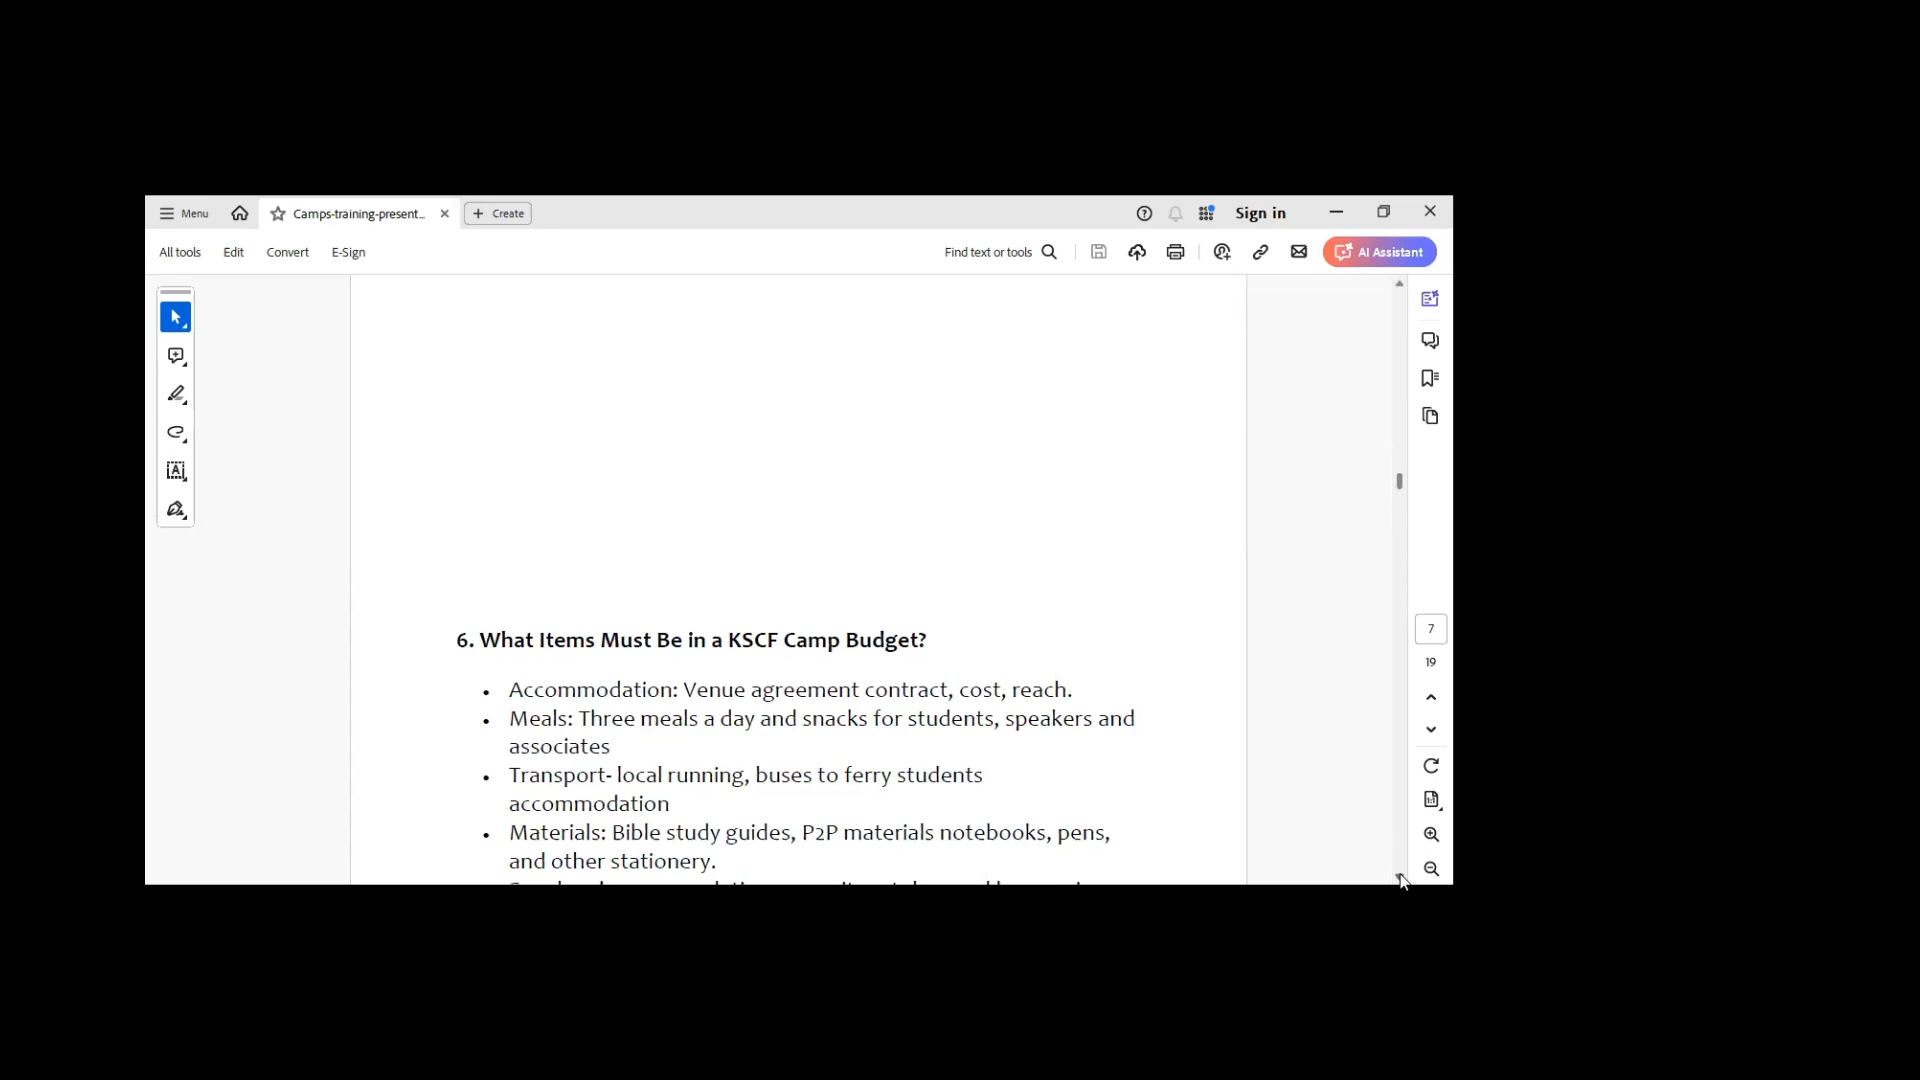 Menu
Camps-training-present...
Create
Sign in
All tools
Edit
Convert
E-Sign
Find text or tools
AI Assistant
6. What Items Must Be in a KSCF Camp Budget?
• Accommodation: Venue agreement contract, cost, reach.
• Meals: Three meals a day and snacks for students, speakers and
associates
• Transport- local running, buses to ferry students
accommodation
• Materials: Bible study guides, P2P materials notebooks, pens,
and other stationery.
7
19